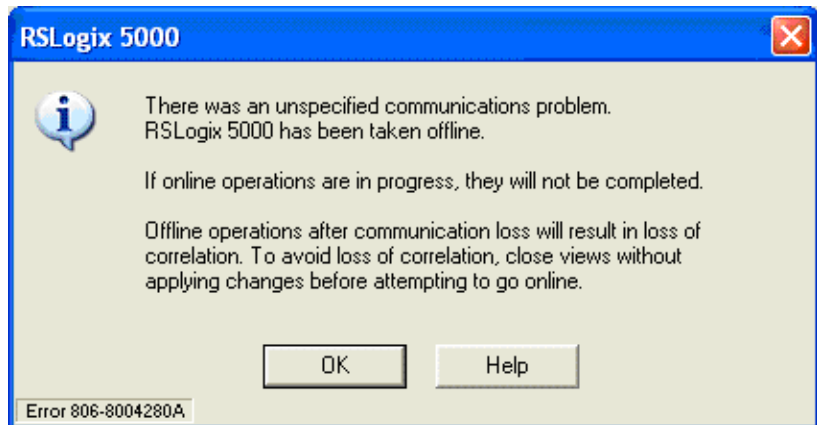 RSLogix 5000
There was an unspecified communications problem.
RSLogix 5000 has been taken offline.
If online operations are in progress, they will not be completed.
Offline operations after communication loss will result in loss of
correlation. To avoid loss of correlation, close views without
applying changes before attempting to go online.
OK
Help
Error 806-8004280A